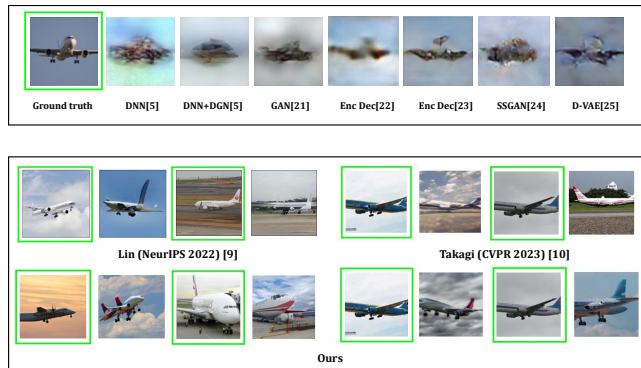 Ground truth DNN[5] DNN+DGN[5] GAN[21] Enc Dec[22] Enc Dec[23] SSGAN[24] D-VAE[25]
Lin (NeurIPS 2022) [9] Takagi (CVPR 2023) [10]
Ours